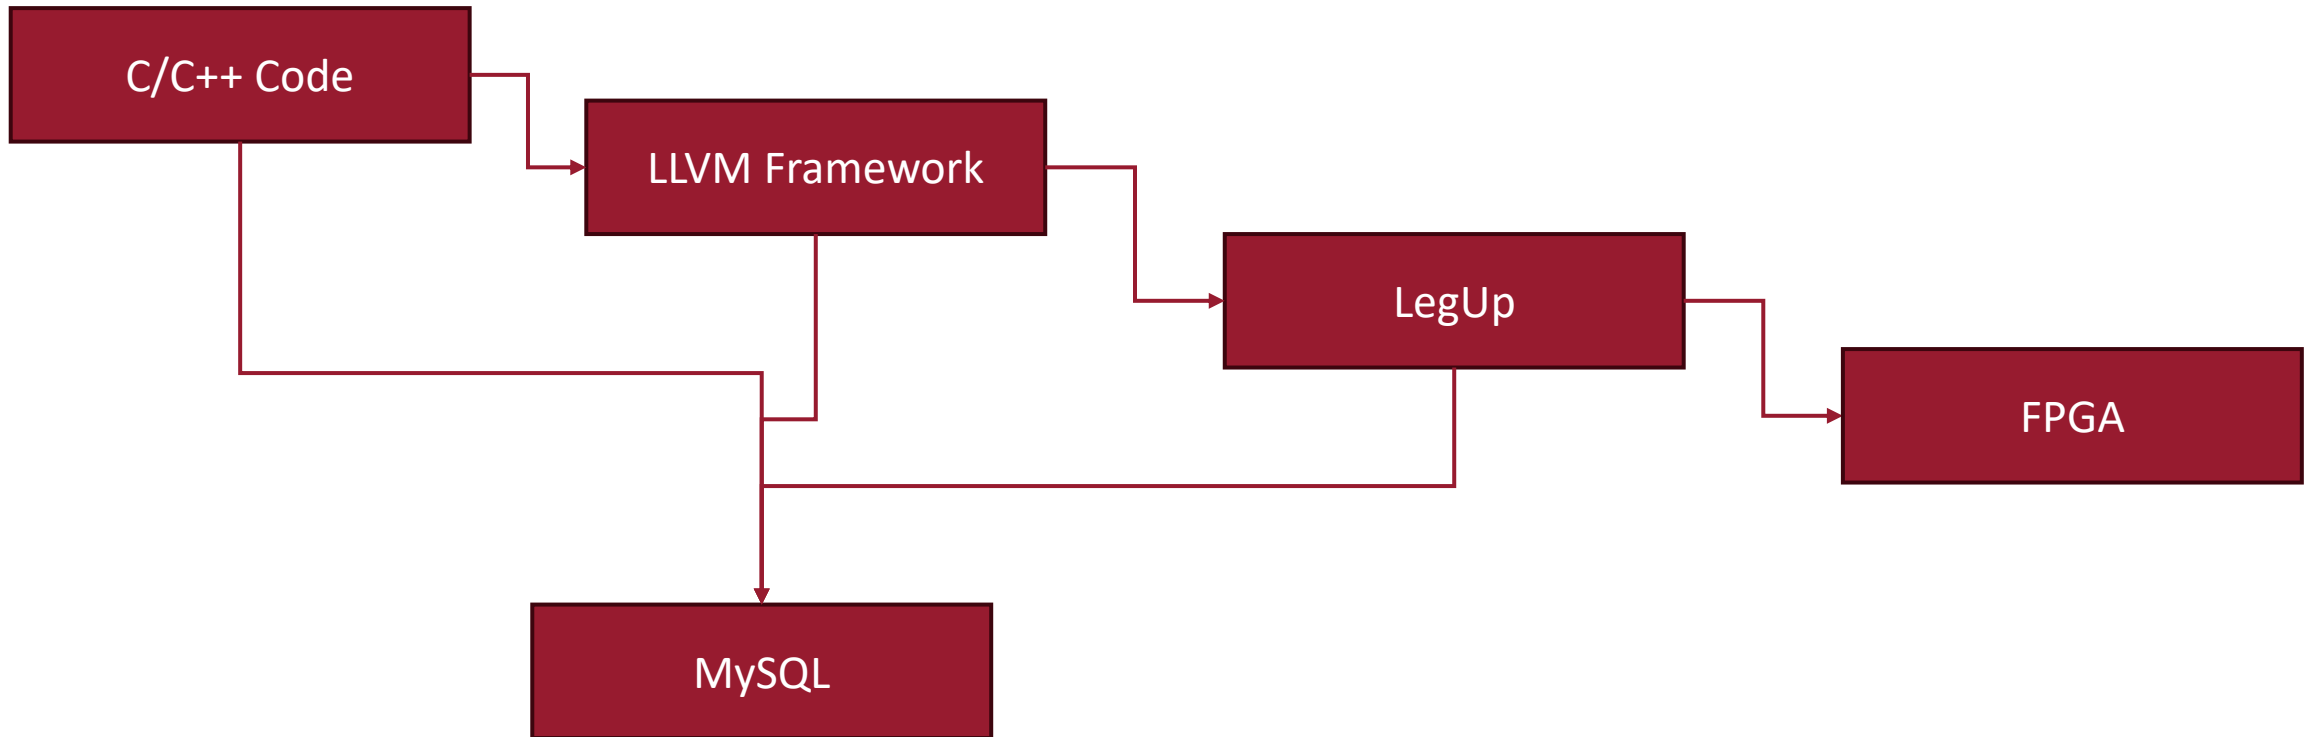 C/C++ Code
LLVM Framework
LegUp
FPGA
MySQL